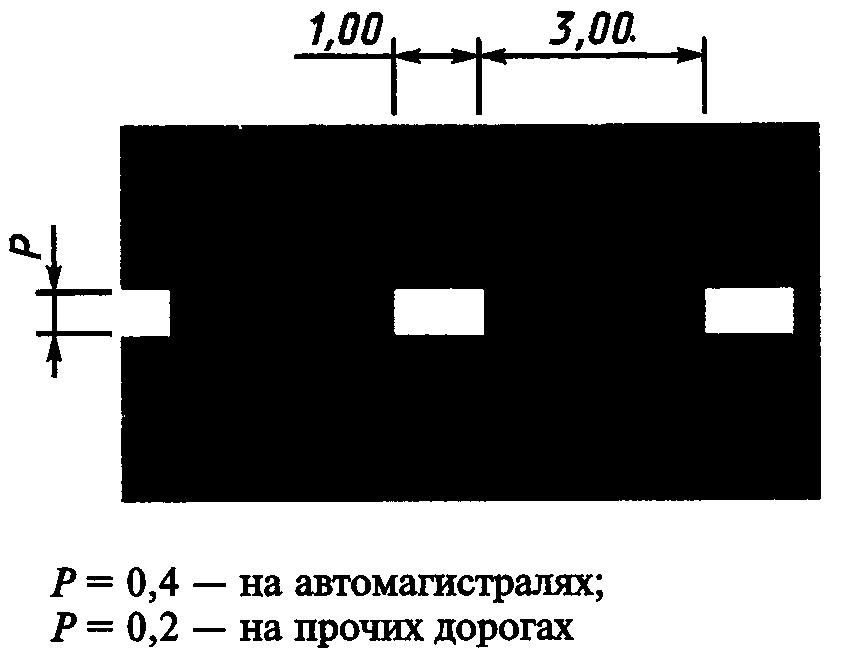 1,00 3,00
P
P = 0,4 — на автомагистралях;
P = 0,2 — на прочих дорогах